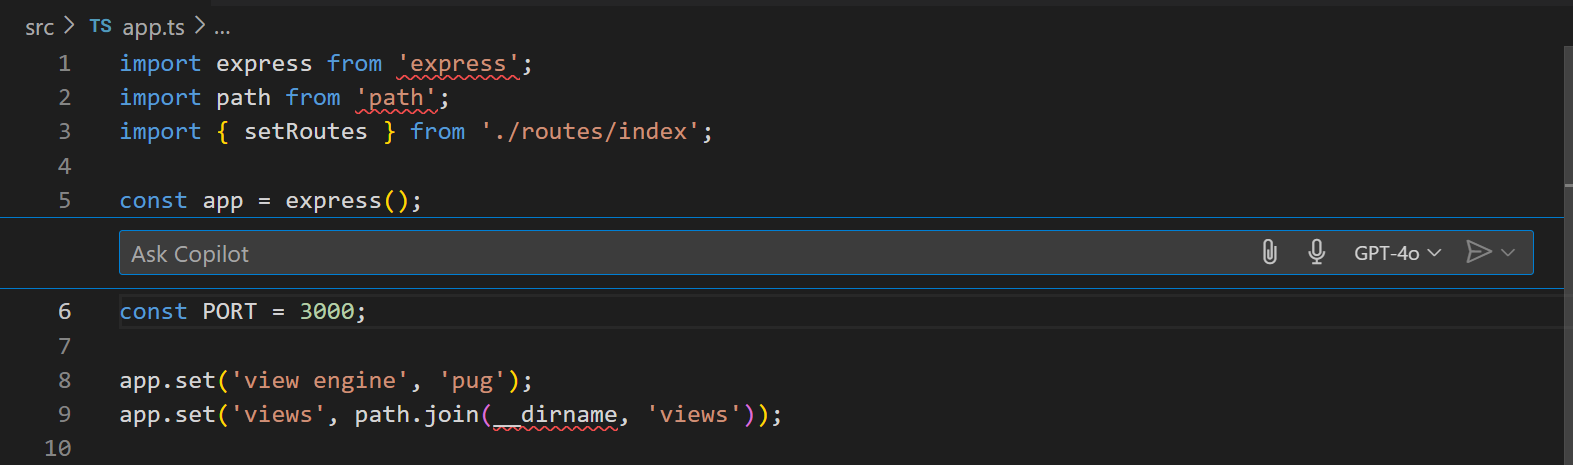 src > TS app.ts > ...
1 import express from 'express';
2 import path from 'path';
3 import { setRoutes } from './routes/index';
4
5 const app = express();
Ask Copilot GPT-4o
6 const PORT = 3000;
7
8 app.set('view engine', 'pug');
9 app.set('views', path.join(__dirname, 'views'));
10